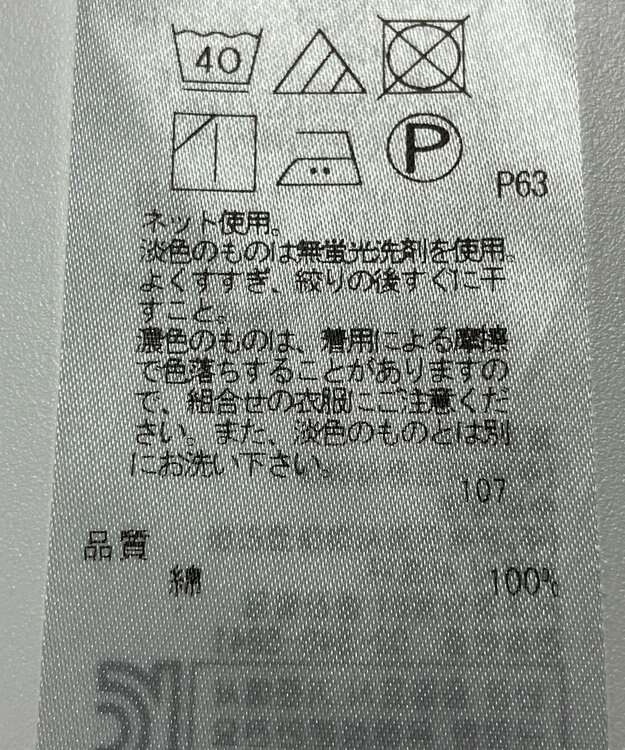 40
P
P63
ネット使用。
淡色のものは無蛍光洗剤を使用。
よくすすぎ、絞りの後すぐに干
すこと。
濃色のものは、着用による摩擦
で色落ちすることがありますの
で、組合せの衣服にご注意くだ
さい。また、淡色のものとは別
にお洗い下さい。
107
品質
綿 100%